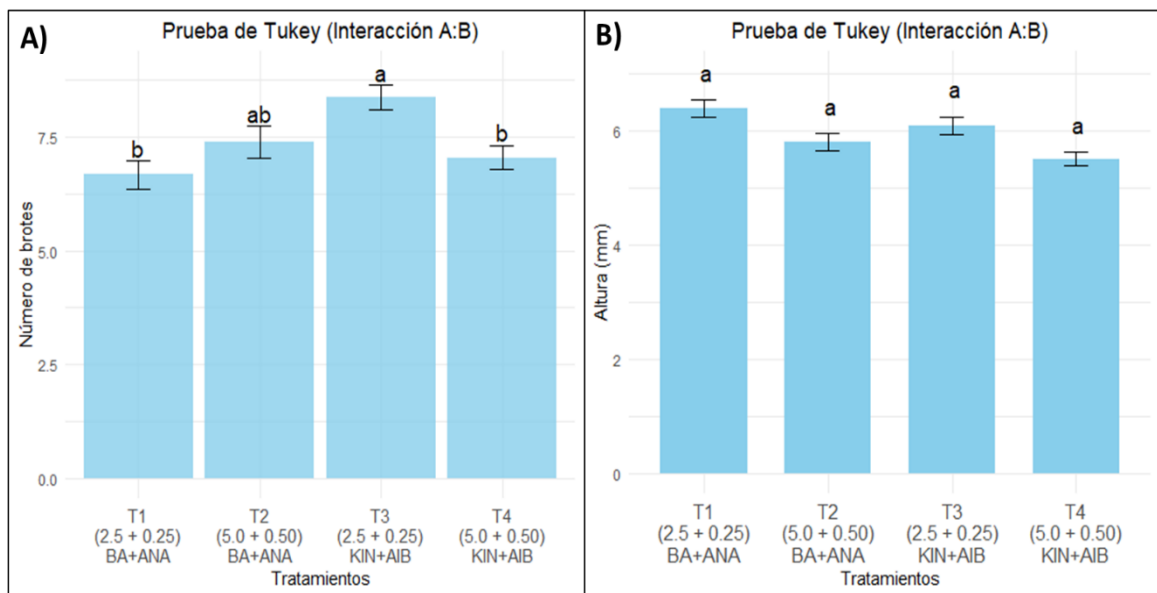 A)
Prueba de Tukey (Interacción A:B)
a
ab
b
b
7.5
5.0
2.5
0.0
Número de brotes
T1 T2 T3 T4
(2.5 + 0.25) (5.0 + 0.50) (2.5 + 0.25) (5.0 + 0.50)
BA+ANA BA+ANA KIN+AIB KIN+AIB
Tratamientos
B)
Prueba de Tukey (Interacción A:B)
a
a
a
a
6
4
2
0
Altura (mm)
T1 T2 T3 T4
(2.5 + 0.25) (5.0 + 0.50) (2.5 + 0.25) (5.0 + 0.50)
BA+ANA BA+ANA KIN+AIB KIN+AIB
Tratamientos